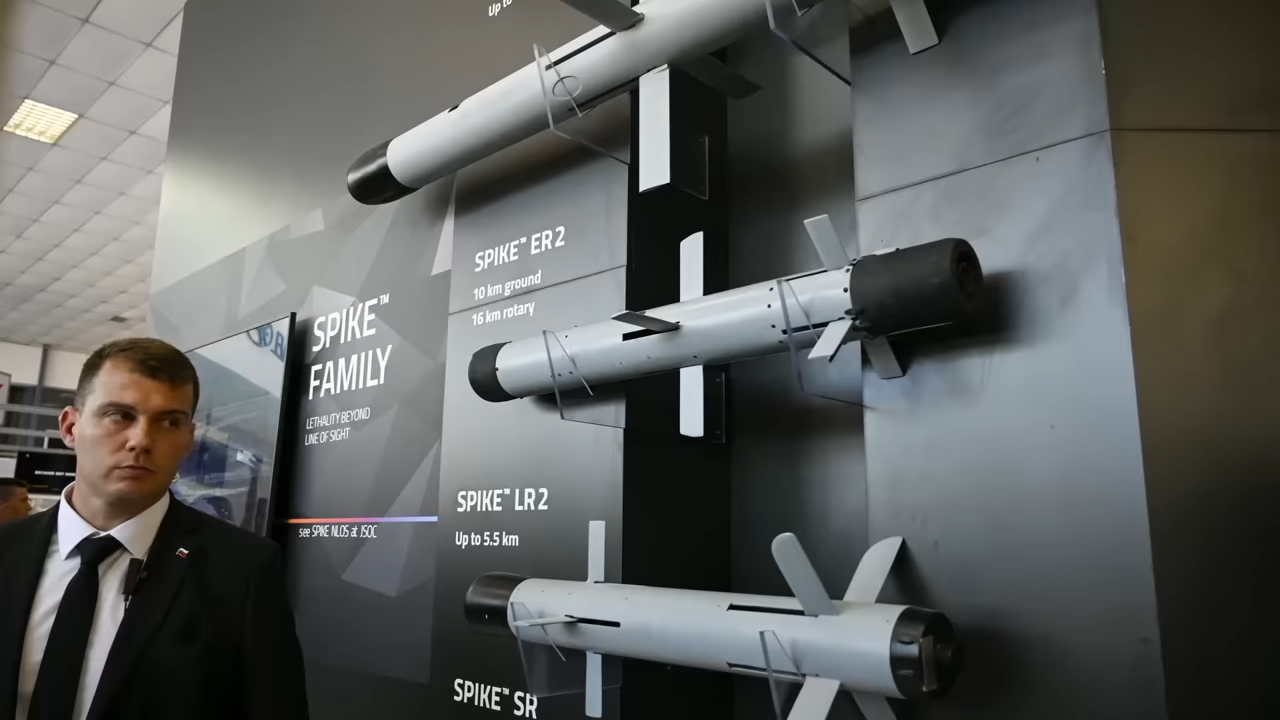 Up to
SPIKE™ ER2
10 km ground
16 km rotary
SPIKE™
FAMILY
LETHALITY BEYOND
LINE OF SIGHT
SPIKE™ LR2
Up to 5.5 km
see SPIKE NLOS at JSOC
SPIKE™ SR